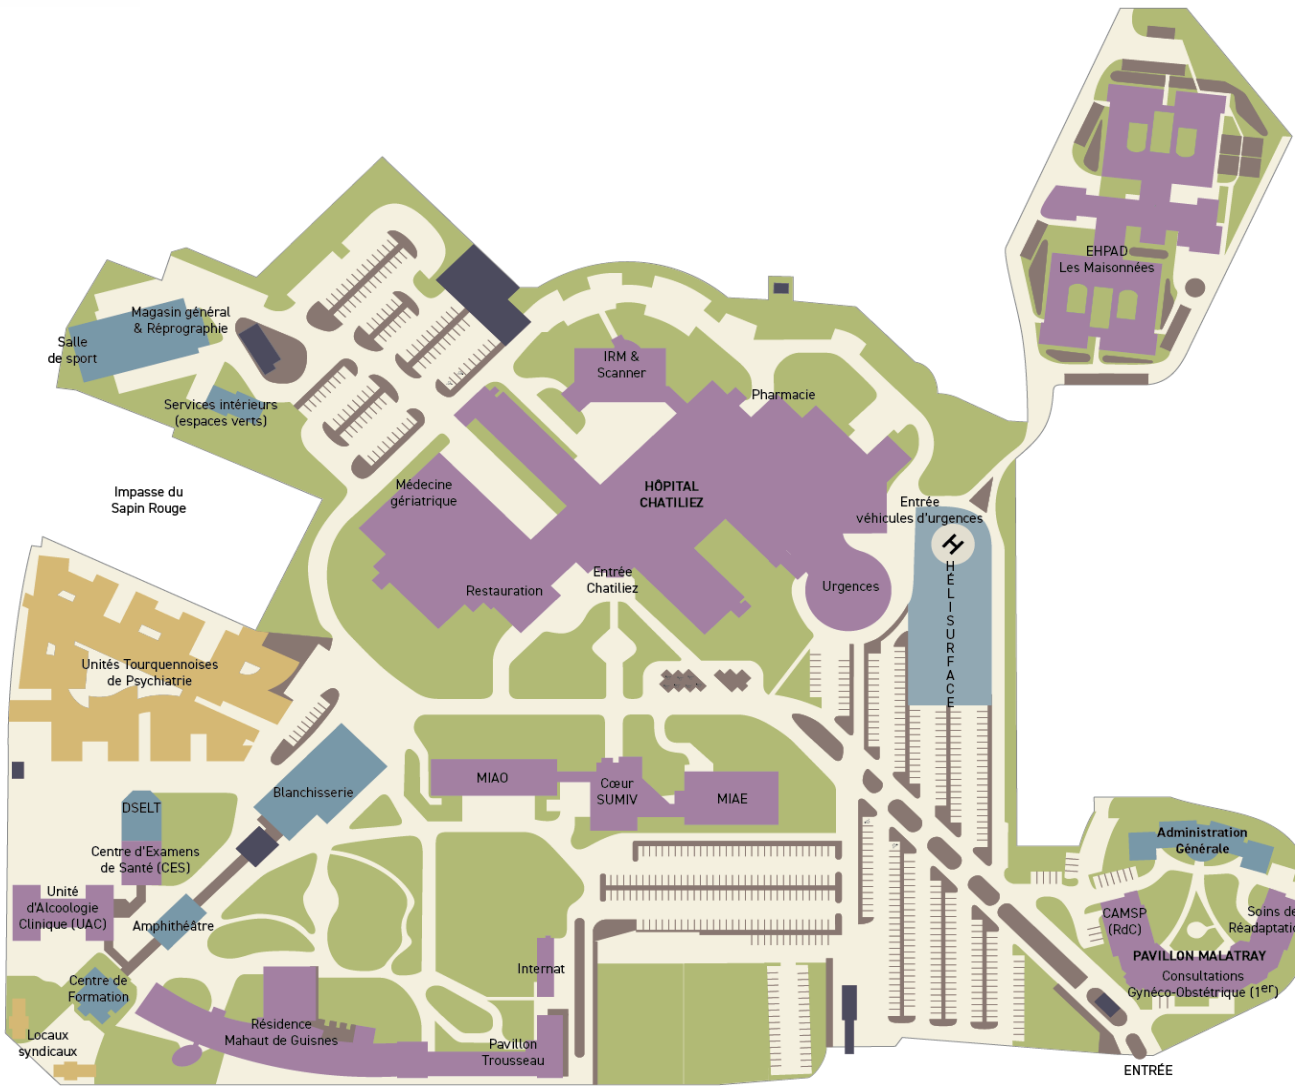 EHPAD
Les Maisonnées
Magasin général
& Réprographie
Salle
de sport
IRM &
Scanner
Pharmacie
Services intérieurs
(espaces verts)
Impasse du
Sapin Rouge
Médecine
gériatrique
HÔPITAL
CHATILIEZ
Entrée
véhicules d'urgences
H
HÉLISURFACE
Restauration
Entrée
Chatiliez
Urgences
Unités Tourquennoises
de Psychiatrie
MIAO
Cœur
SUMIV
MIAE
Blanchisserie
DSELT
Centre d'Examens
de Santé (CES)
Unité
d'Alcoologie
Clinique (UAC)
Amphithéâtre
Administration
Générale
CAMSP
(RdC)
Soins de
Réadaptatio
PAVILLON MALATRAY
Consultations
Gynéco-Obstétrique (1er)
Centre de
Formation
Internat
Locaux
syndicaux
Résidence
Mahaut de Guisnes
Pavillon
Trousseau
ENTRÉE